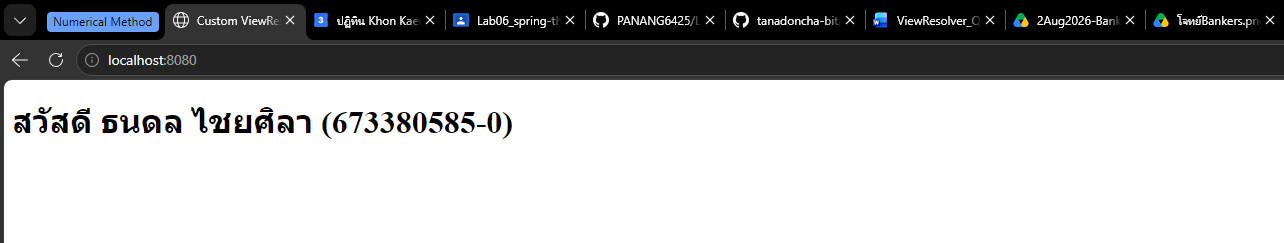 Numerical Method
Custom ViewRe
ปฏิทิน Khon Kae
Lab06_spring-th
PANANG6425/L
tanadoncha-bit/
ViewResolver_Q
2Aug2026-Bank
โจทย์Bankers.pn
localhost:8080
สวัสดี ธนดล ไชยศิลา (673380585-0)